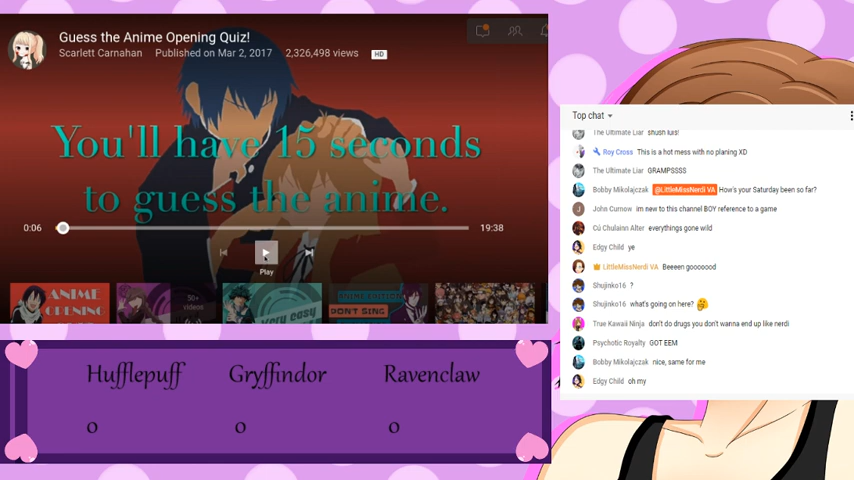 Guess the Anime Opening Quiz!
Scarlett Carnahan Published on Mar 2, 2017 2,326,498 views HD
You'll have 15 seconds
to guess the anime.
0:06 19:38
Play
ANIME
OPENING
50+
Very easy
DON'T SING
Hufflepuff Gryffindor Ravenclaw
0 0 0
Top chat
The Ultimate Liar shush luis!
Roy Cross This is a hot mess with no planing XD
The Ultimate Liar GRAMPSSSS
Bobby Mikolajczak @LittleMissNerdi VA How's your Saturday been so far?
John Curnow im new to this channel BOY reference to a game
Cú Chulainn Alter everythings gone wild
Edgy Child ye
LittleMissNerdi VA Beeeen gooooood
Shujinko16 ?
Shujinko16 what's going on here?
True Kawaii Ninja don't do drugs you don't wanna end up like nerdi
Psychotic Royalty GOT EEM
Bobby Mikolajczak nice, same for me
Edgy Child oh my